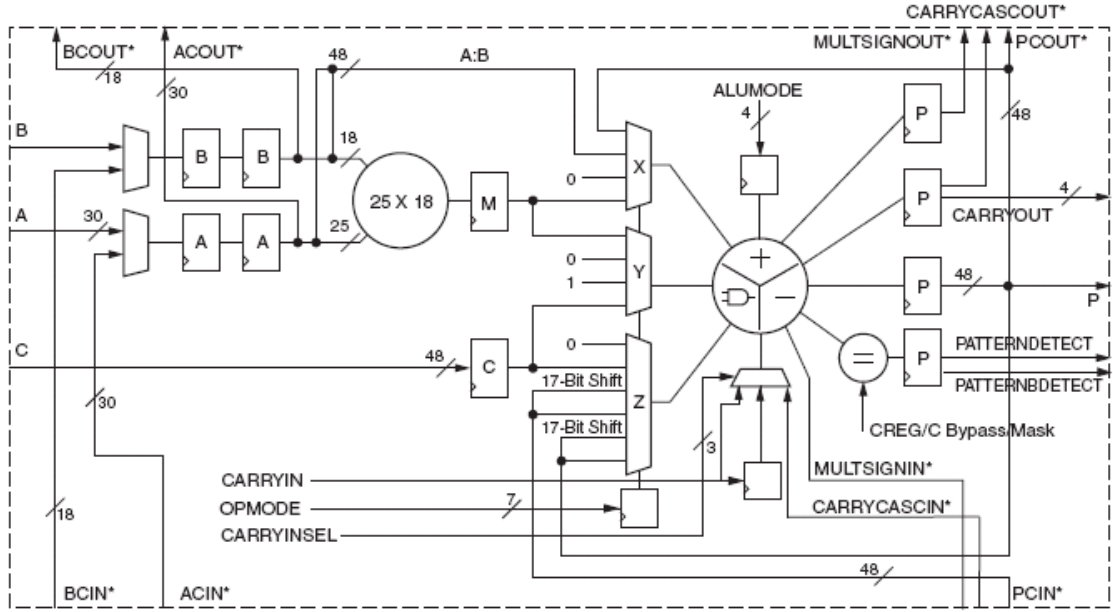 CARRYCASCOUT*
BCOUT*
ACOUT*
48
A:B
MULTSIGNOUT*
PCOUT*
18
30
ALUMODE
4
P
48
B
B
B
18
X
0
25 X 18
M
P
4
CARRYOUT
A
30
A
A
25
0
Y
1
+
−
P
48
P
C
48
C
0
17-Bit Shift
Z
17-Bit Shift
=
P
PATTERNDETECT
PATTERNBDETECT
30
3
CREG/C Bypass/Mask
CARRYIN
MULTSIGNIN*
18
OPMODE
7
CARRYCASCIN*
CARRYINSEL
48
BCIN*
ACIN*
PCIN*